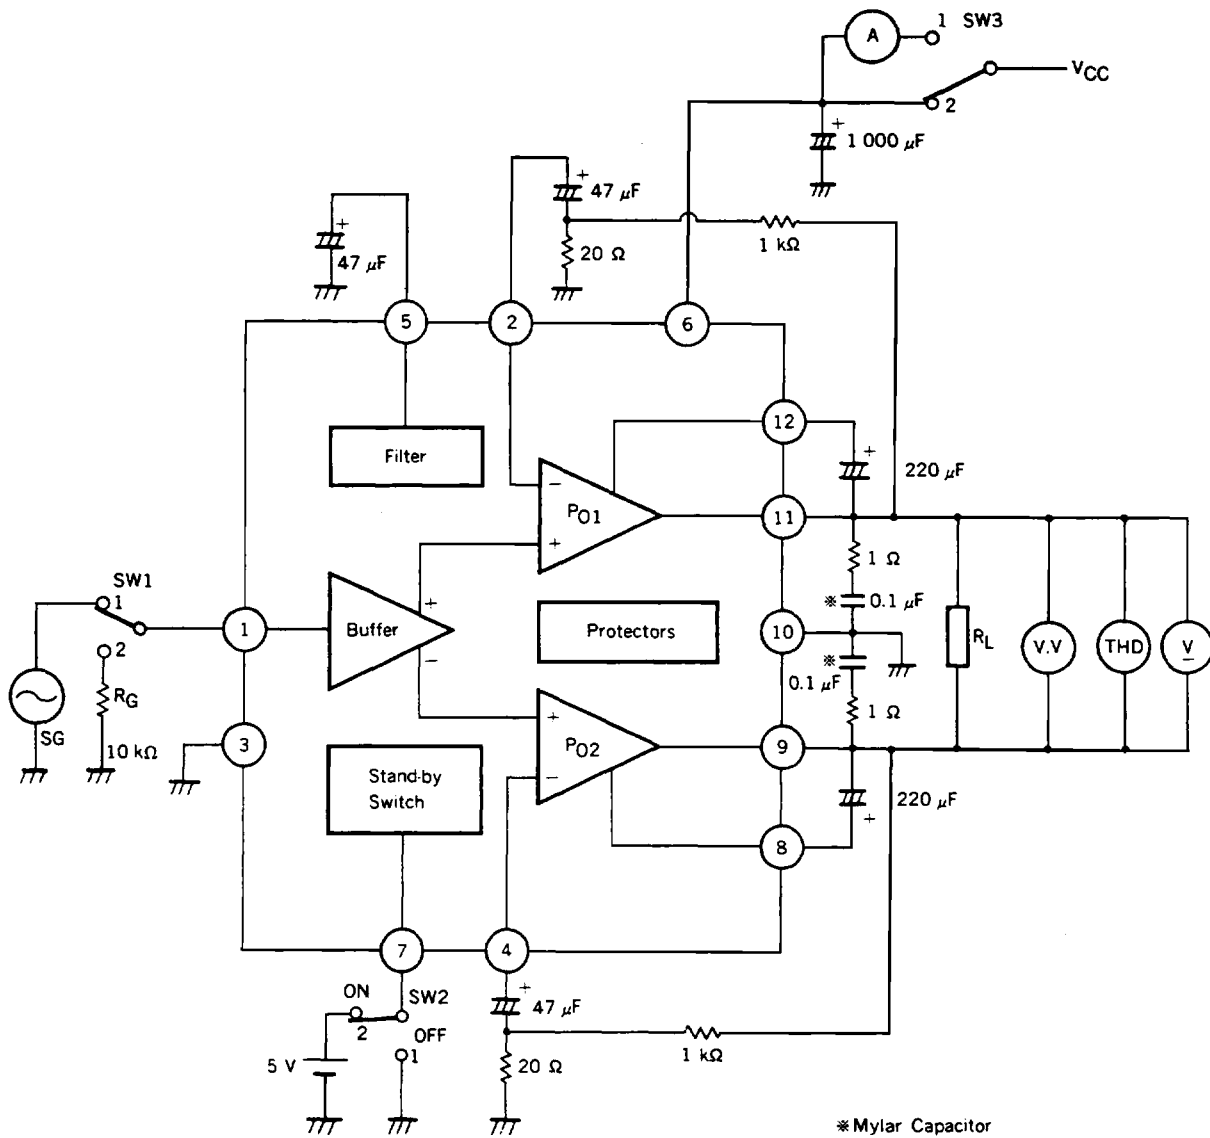 A
1 SW3
VCC
2
+
1 000 μF
+
47 μF
+
47 μF
1 kΩ
20 Ω
5
2
6
12
Filter
+
220 μF
−
PO1
11
+
1 Ω
SW1
1
※
0.1 μF
+
1
Buffer
Protectors
10
RL
V.V
THD
V
2
−
※
0.1 μF
RG
SG
1 Ω
10 kΩ
3
+
PO2
9
−
Stand-by
Switch
220 μF
+
8
7
4
ON
SW2
+
47 μF
2
OFF
1
1 kΩ
5 V
20 Ω
※Mylar Capacitor